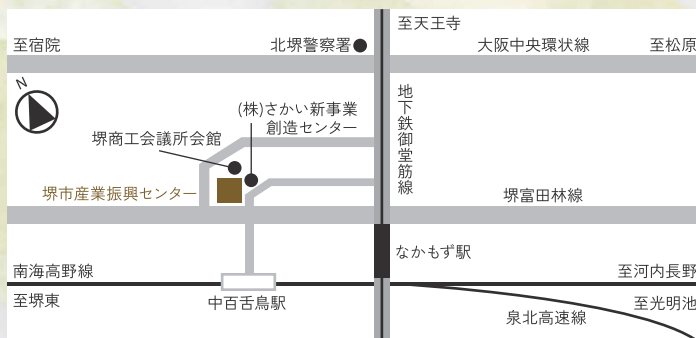 至天王寺
至宿院
北堺警察署
大阪中央環状線
至松原
N
地下鉄御堂筋線
(株)さかい新事業
創造センター
堺商工会議所会館
堺市産業振興センター
堺富田林線
なかもず駅
南海高野線
至河内長野
至堺東
中百舌鳥駅
至光明池
泉北高速線